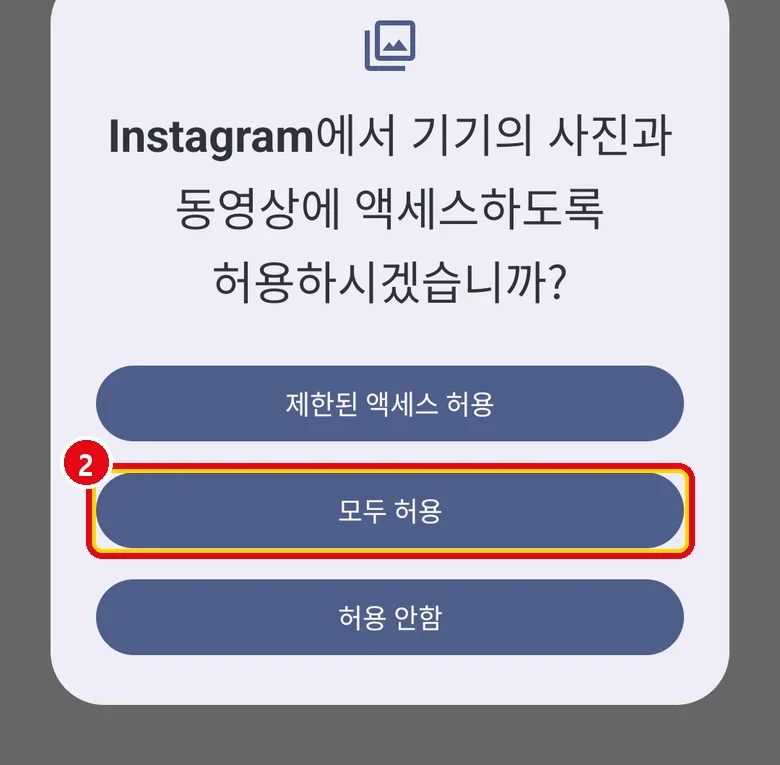 Instagram에서 기기의 사진과
동영상에 액세스하도록
허용하시겠습니까?
제한된 액세스 허용
2
모두 허용
허용 안함